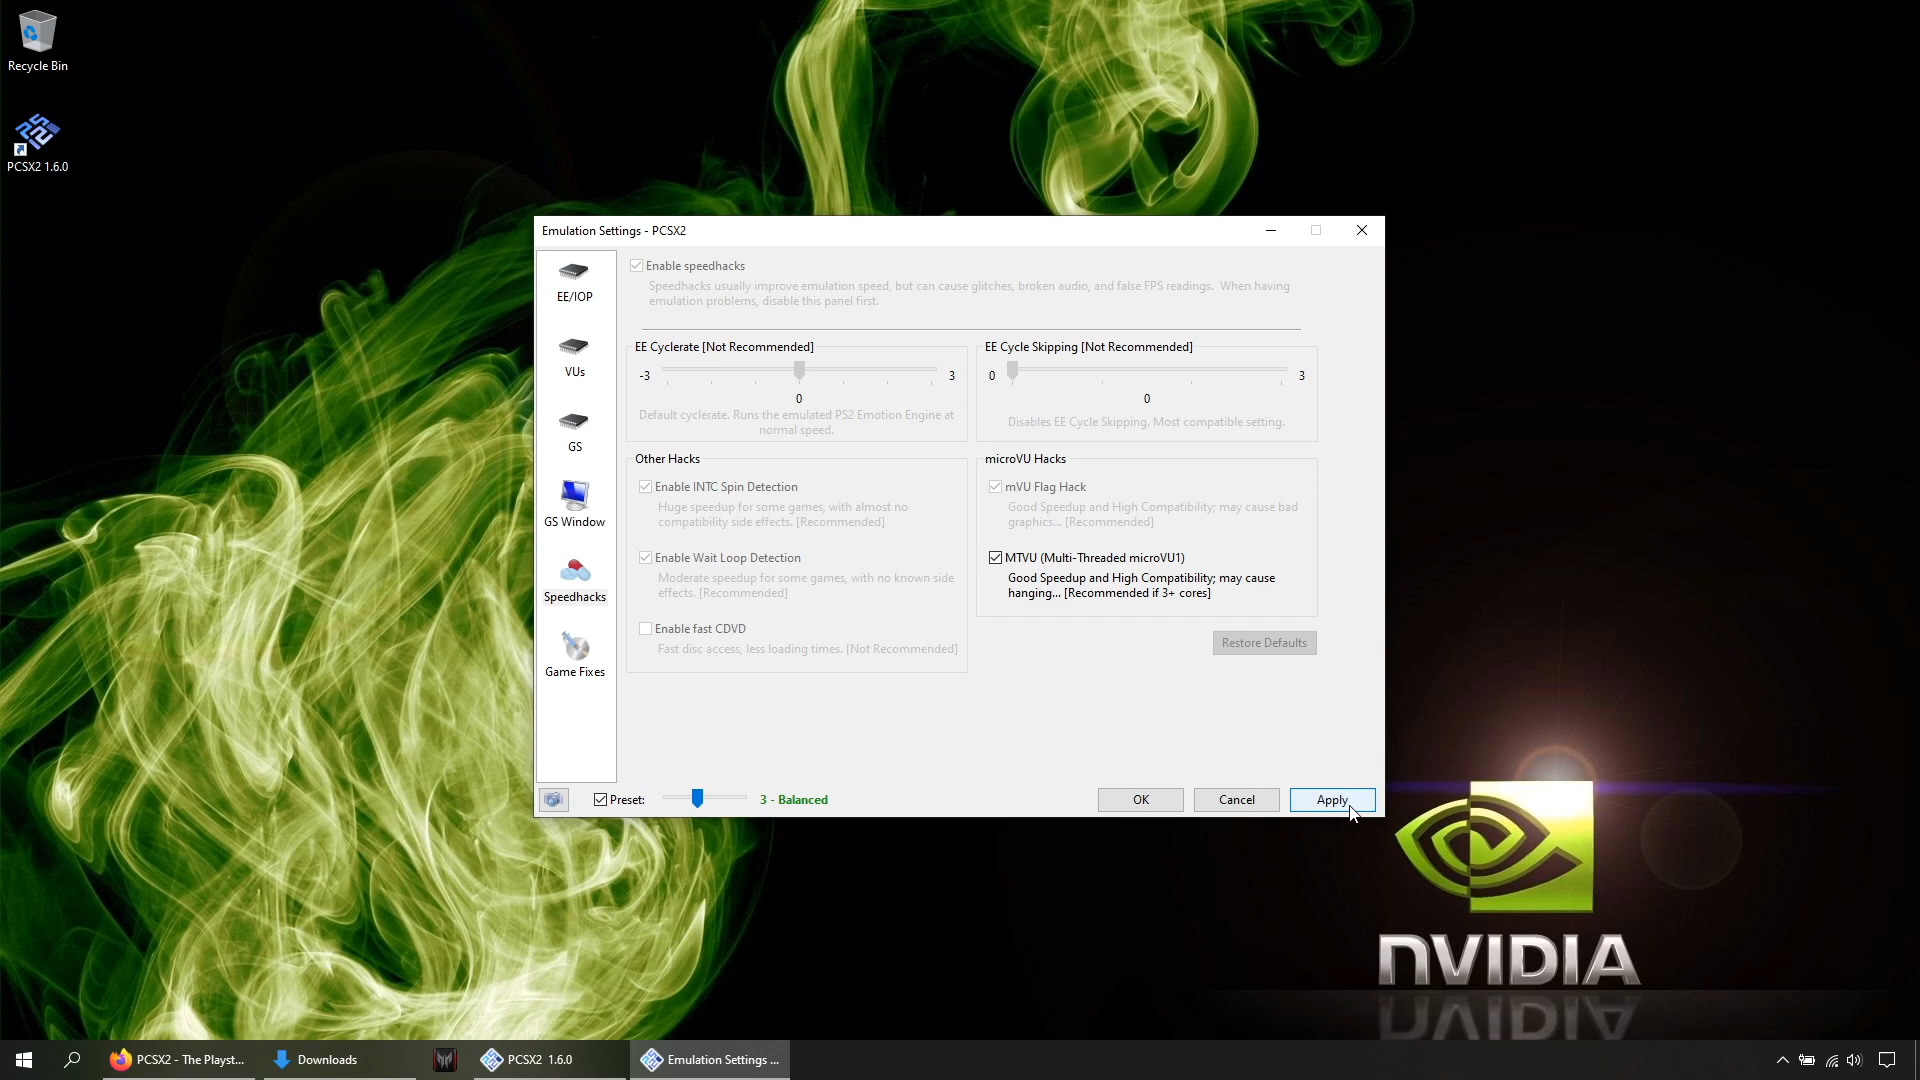 Recycle Bin
PCSX2 1.6.0
Emulation Settings - PCSX2
EE/IOP
VUs
GS
GS Window
Speedhacks
Game Fixes
Enable speedhacks
Speedhacks usually improve emulation speed, but can cause glitches, broken audio, and false FPS readings.  When having
emulation problems, disable this panel first.
EE Cyclerate [Not Recommended]
-3
3
0
Default cyclerate. Runs the emulated PS2 Emotion Engine at
normal speed.
EE Cycle Skipping [Not Recommended]
0
3
0
Disables EE Cycle Skipping. Most compatible setting.
Other Hacks
Enable INTC Spin Detection
Huge speedup for some games, with almost no
compatibility side effects. [Recommended]
Enable Wait Loop Detection
Moderate speedup for some games, with no known side
effects. [Recommended]
Enable fast CDVD
Fast disc access, less loading times. [Not Recommended]
microVU Hacks
mVU Flag Hack
Good Speedup and High Compatibility; may cause bad
graphics... [Recommended]
MTVU (Multi-Threaded microVU1)
Good Speedup and High Compatibility; may cause
hanging... [Recommended if 3+ cores]
Restore Defaults
Preset:
3 - Balanced
OK
Cancel
Apply
NVIDIA
PCSX2 - The Playst...
Downloads
PCSX2  1.6.0
Emulation Settings ...